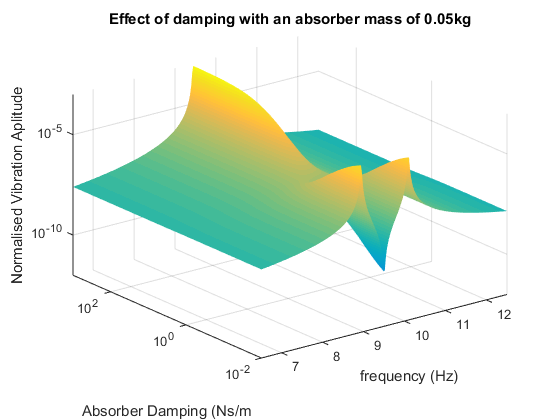 Effect of damping with an absorber mass of 0.05kg
Normalised Vibration Aplitude
10^-5
10^-10
10^2
10^0
10^-2
7
8
9
10
11
12
frequency (Hz)
Absorber Damping (Ns/m